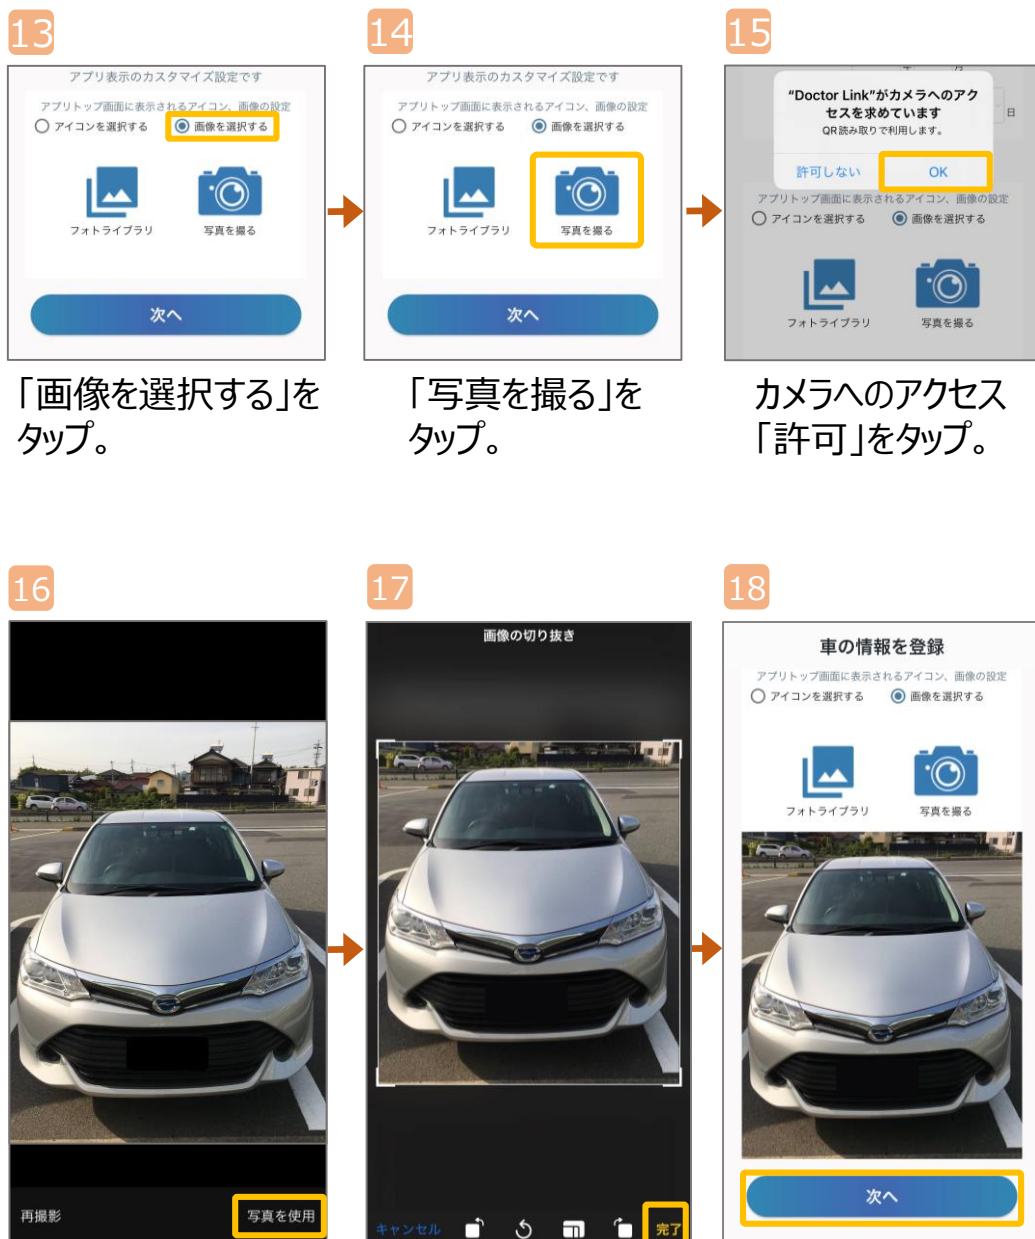 13
アプリ表示のカスタマイズ設定です
アプリトップ画面に表示されるアイコン、画像の設定
アイコンを選択する 画像を選択する
フォトライブラリ 写真を撮る
次へ
「画像を選択する」を
タップ。
14
アプリ表示のカスタマイズ設定です
アプリトップ画面に表示されるアイコン、画像の設定
アイコンを選択する 画像を選択する
フォトライブラリ 写真を撮る
次へ
「写真を撮る」を
タップ。
15
年 月
日
“Doctor Link”がカメラへのアク
セスを求めています
QR読み取りで利用します。
許可しない OK
アプリトップ画面に表示されるアイコン、画像の設定
アイコンを選択する 画像を選択する
フォトライブラリ 写真を撮る
カメラへのアクセス
「許可」をタップ。
16
再撮影 写真を使用
17
画像の切り抜き
キャンセル 完了
18
車の情報を登録
アプリトップ画面に表示されるアイコン、画像の設定
アイコンを選択する 画像を選択する
フォトライブラリ 写真を撮る
次へ